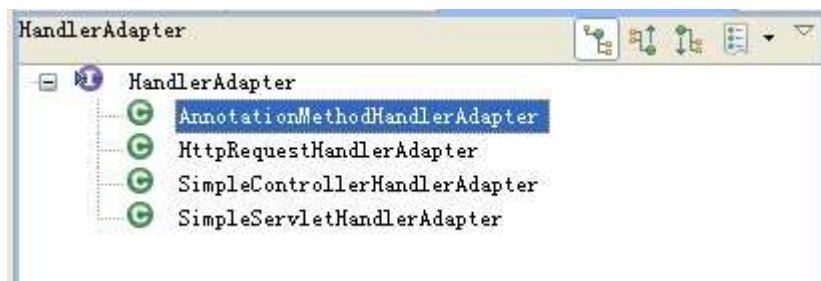 HandlerAdapter
HandlerAdapter
AnnotationMethodHandlerAdapter
HttpRequestHandlerAdapter
SimpleControllerHandlerAdapter
SimpleServletHandlerAdapter